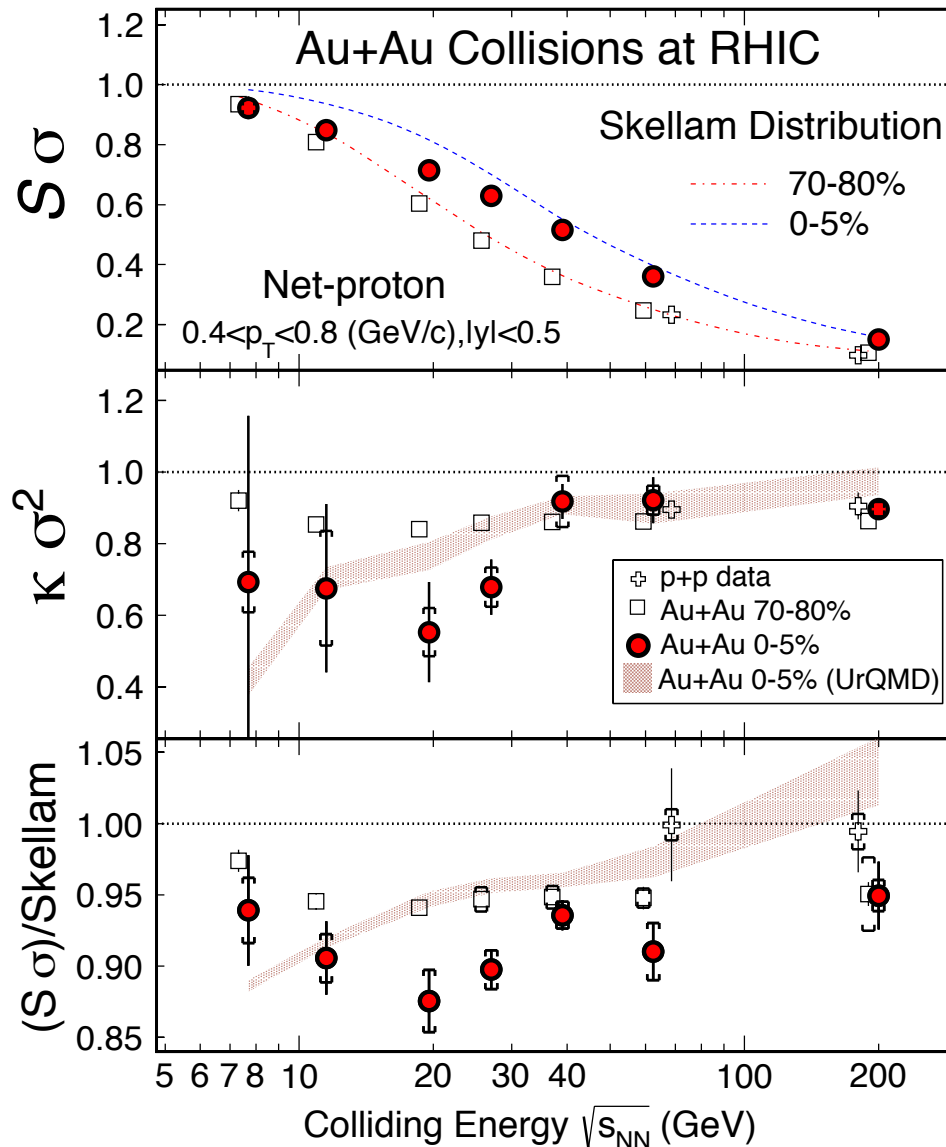 Au+Au Collisions at RHIC
S σ
1.0
0.8
0.6
0.4
0.2
Skellam Distribution
70-80%
0-5%
Net-proton
0.4<p_T<0.8 (GeV/c),|y|<0.5
κ σ²
1.2
1.0
0.8
0.6
0.4
p+p data
Au+Au 70-80%
Au+Au 0-5%
Au+Au 0-5% (UrQMD)
(S σ)/Skellam
1.05
1.00
0.95
0.90
0.85
5 6 7 8 10 20 30 40 60 100 200
Colliding Energy √s_NN (GeV)